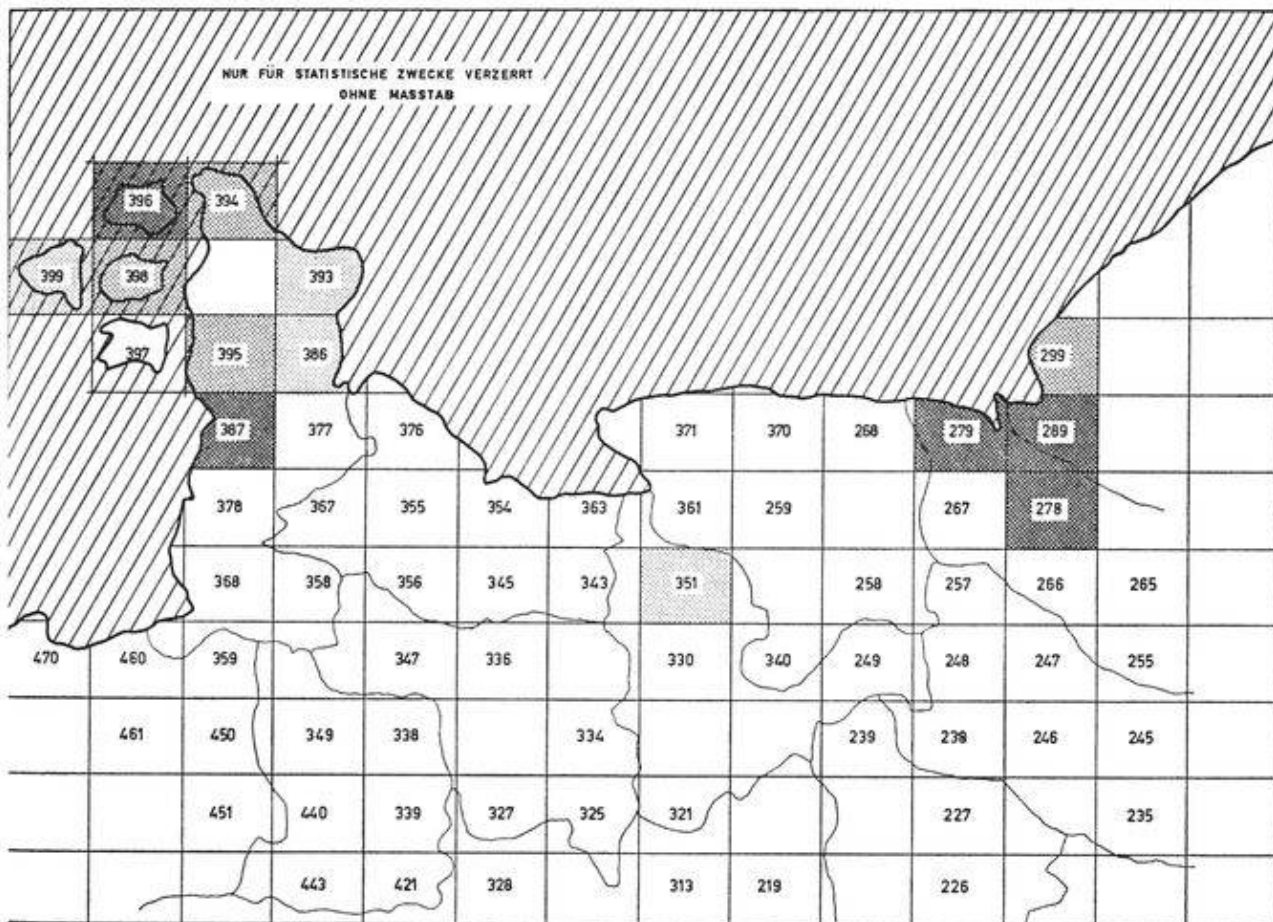 NUR FÜR STATISTISCHE ZWECKE VERZERRT
OHNE MASSTAB
396 394
399 398 393
397 395 386 299
387 377 376 371 370 268 279 289
378 367 355 354 363 361 259 267 278
368 358 356 345 343 351 258 257 266 265
470 460 359 347 336 330 340 249 248 247 255
461 450 349 338 334 239 238 246 245
451 440 339 327 325 321 227 235
443 421 328 313 219 226